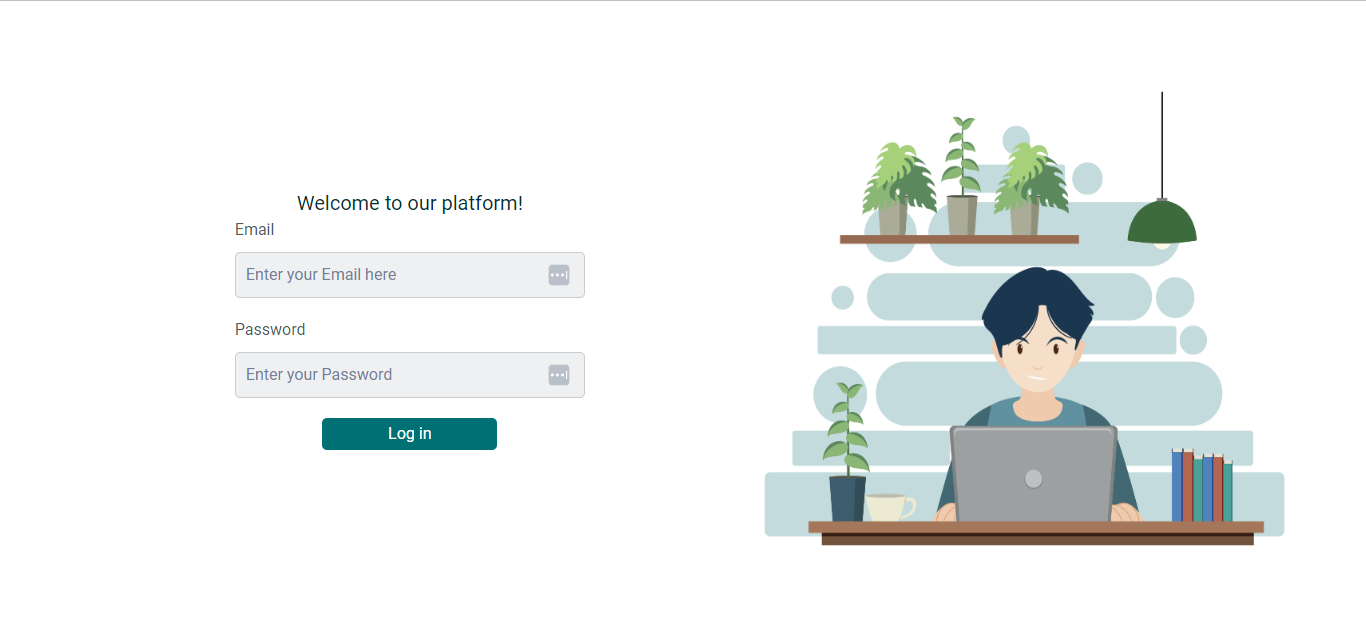 Welcome to our platform!
Email
Enter your Email here
Password
Enter your Password
Log in